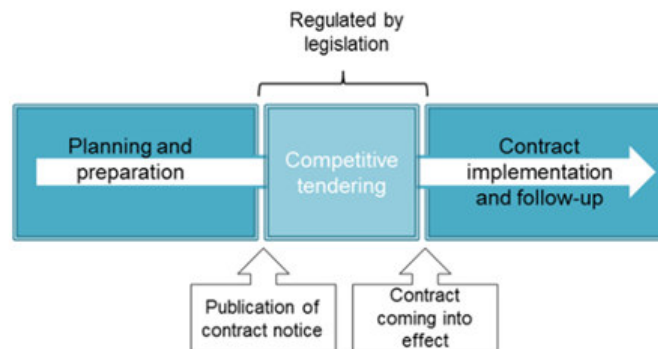 Regulated by
legislation
Planning and
preparation
Competitive
tendering
Contract
implementation
and follow-up
Publication of
contract notice
Contract
coming into
effect